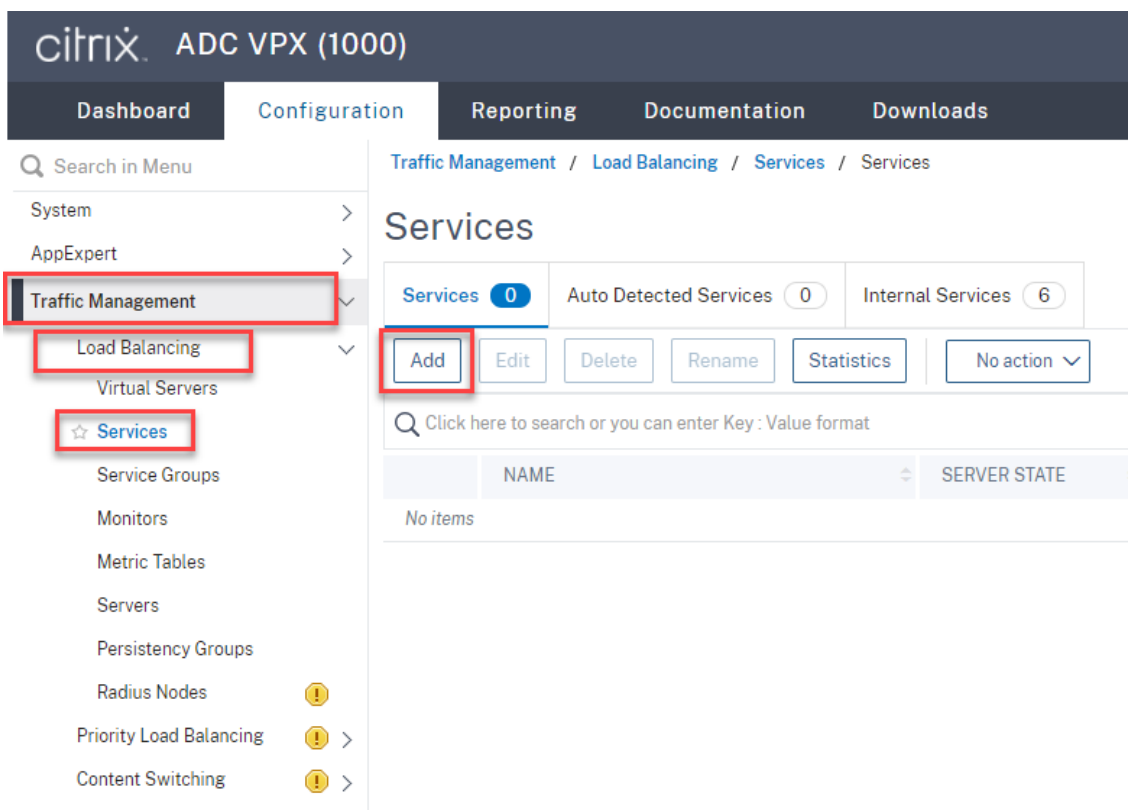 citrix. ADC VPX (1000)
Dashboard Configuration Reporting Documentation Downloads
Search in Menu
System
AppExpert
Traffic Management
Load Balancing
Virtual Servers
Services
Service Groups
Monitors
Metric Tables
Servers
Persistency Groups
Radius Nodes
Priority Load Balancing
Content Switching
Traffic Management / Load Balancing / Services / Services
Services
Services 0 Auto Detected Services 0 Internal Services 6
Add Edit Delete Rename Statistics No action
Click here to search or you can enter Key : Value format
NAME SERVER STATE
No items